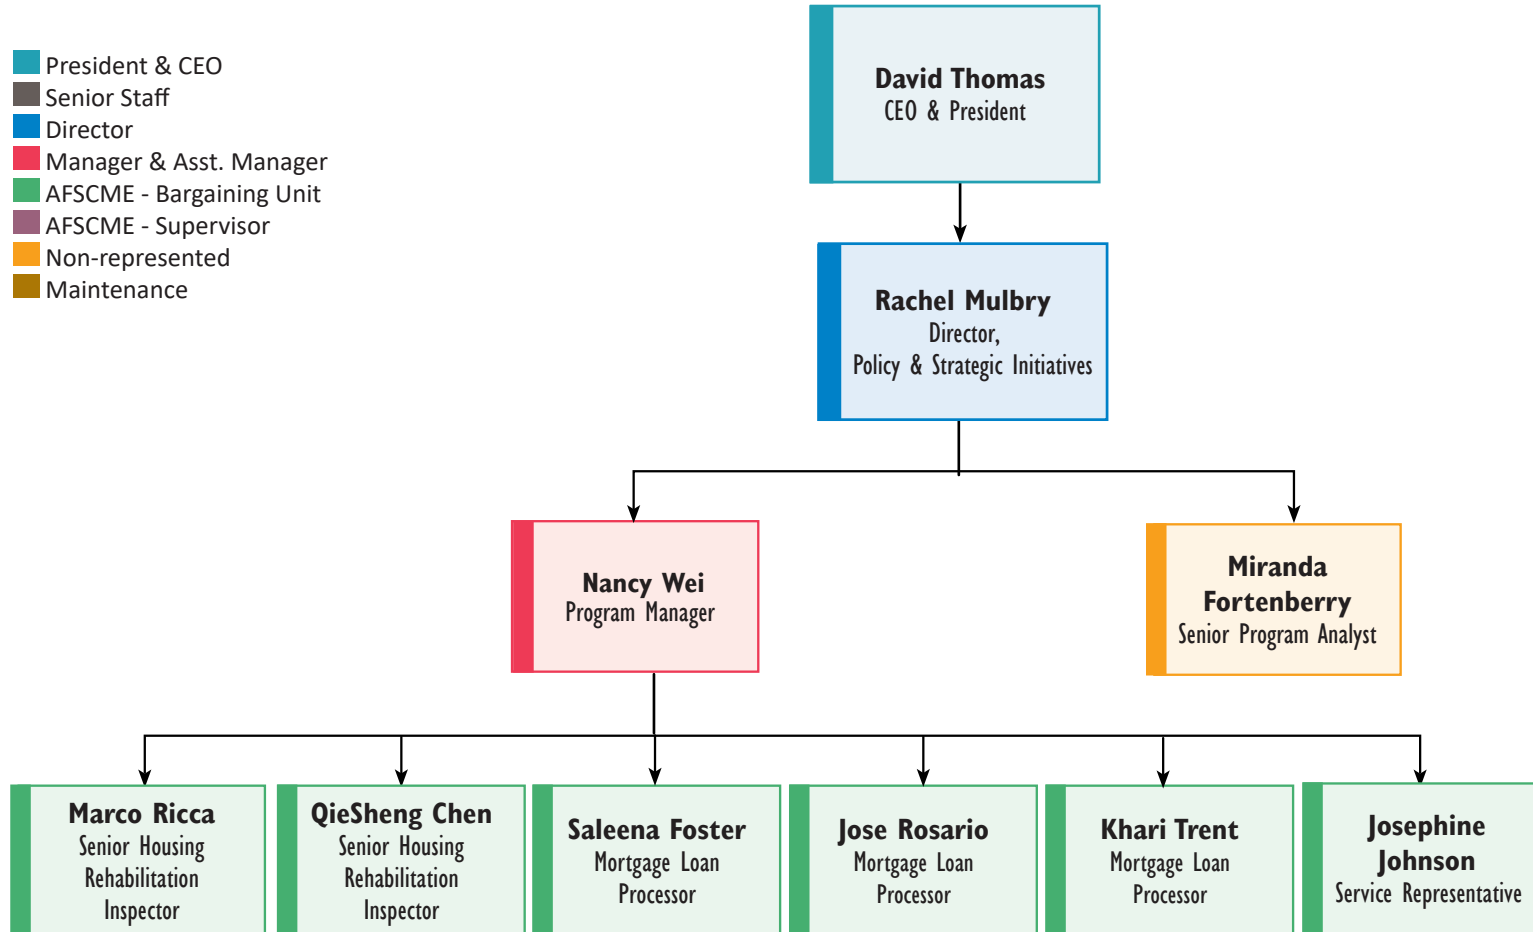 President & CEO
Senior Staff
Director
Manager & Asst. Manager
AFSCME - Bargaining Unit
AFSCME - Supervisor
Non-represented
Maintenance
David Thomas
CEO & President
Rachel Mulbry
Director,
Policy & Strategic Initiatives
Nancy Wei
Program Manager
Miranda
Fortenberry
Senior Program Analyst
Marco Ricca
Senior Housing
Rehabilitation
Inspector
QieSheng Chen
Senior Housing
Rehabilitation
Inspector
Saleena Foster
Mortgage Loan
Processor
Jose Rosario
Mortgage Loan
Processor
Khari Trent
Mortgage Loan
Processor
Josephine
Johnson
Service Representative